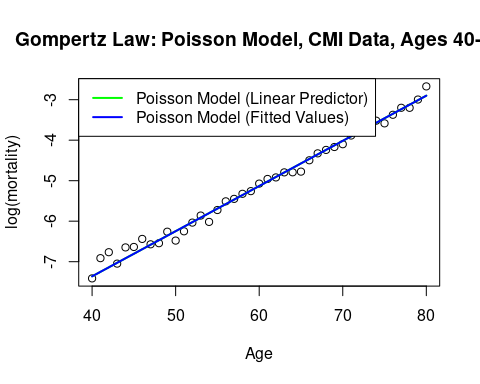 Gompertz Law: Poisson Model, CMI Data, Ages 40-
Poisson Model (Linear Predictor)
Poisson Model (Fitted Values)
log(mortality)
-3
-4
-5
-6
-7
40 50 60 70 80
Age